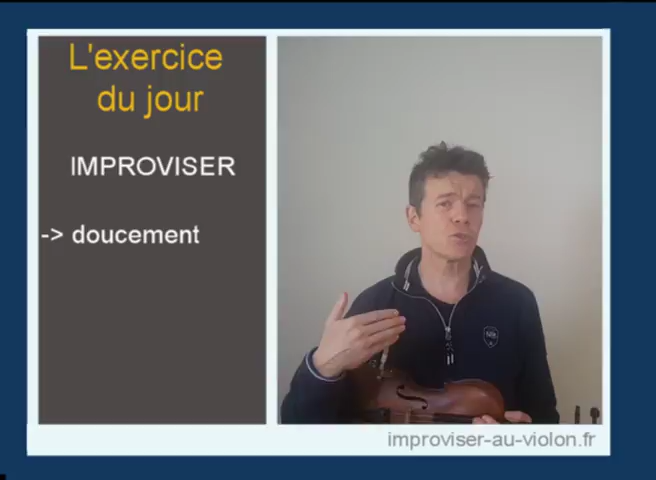 L'exercice
du jour
IMPROVISER
-> doucement
improviser-au-violon.fr